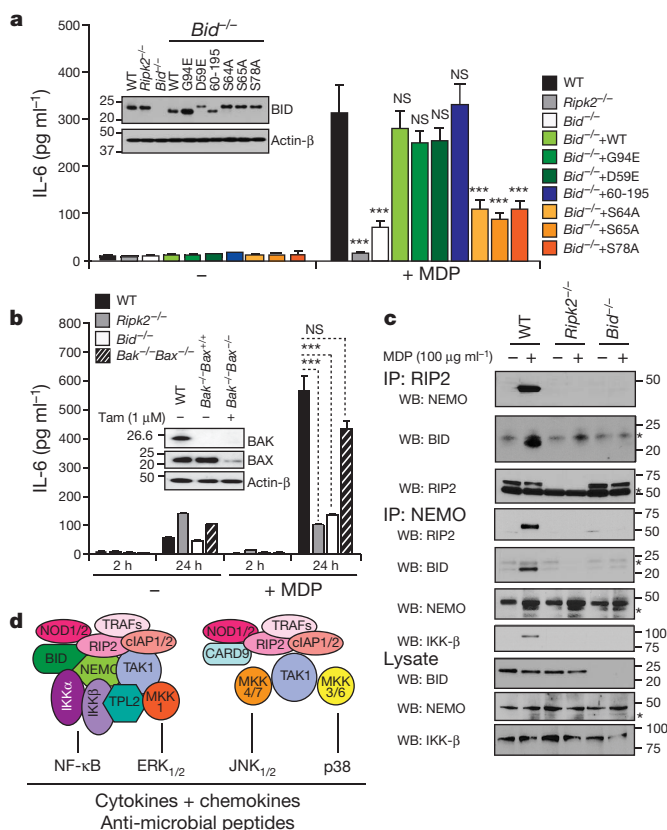 a
Bid−/−
WT
Ripk2−/−
Bid−/−
WT
G94E
D59E
60-195
S64A
S65A
S78A
25
20
BID
50
37
Actin-β
IL-6 (pg ml−1)
500
400
300
200
100
0
***
***
NS
NS
NS
NS
***
***
***
–
+ MDP
WT
Ripk2−/−
Bid−/−
Bid−/−+WT
Bid−/−+G94E
Bid−/−+D59E
Bid−/−+60-195
Bid−/−+S64A
Bid−/−+S65A
Bid−/−+S78A
b
WT
Ripk2−/−
Bid−/−
Bak−/−Bax−/−
IL-6 (pg ml−1)
800
700
600
500
400
300
200
100
0
WT
Bak−/−Bax+/+
Bak−/−Bax−/−
Tam (1 μM) – – +
26.6
BAK
25
20
BAX
50
Actin-β
NS
***
***
2 h
24 h
2 h
24 h
–
+ MDP
c
WT
Ripk2−/−
Bid−/−
MDP (100 μg ml−1) – + – + – +
IP: RIP2
WB: NEMO
50
WB: BID
25
*
20
WB: RIP2
75
50
*
IP: NEMO
WB: RIP2
75
50
WB: BID
*
25
20
WB: NEMO
50
*
WB: IKK-β
100
75
Lysate
WB: BID
25
20
WB: NEMO
50
*
WB: IKK-β
100
75
d
NOD1/2
TRAFs
RIP2
cIAP1/2
BID
NEMO
TAK1
IKKα
IKKβ
TPL2
MKK
1
NF-κB
ERK1/2
NOD1/2
TRAFs
RIP2
cIAP1/2
CARD9
TAK1
MKK
4/7
MKK
3/6
JNK1/2
p38
Cytokines + chemokines
Anti-microbial peptides